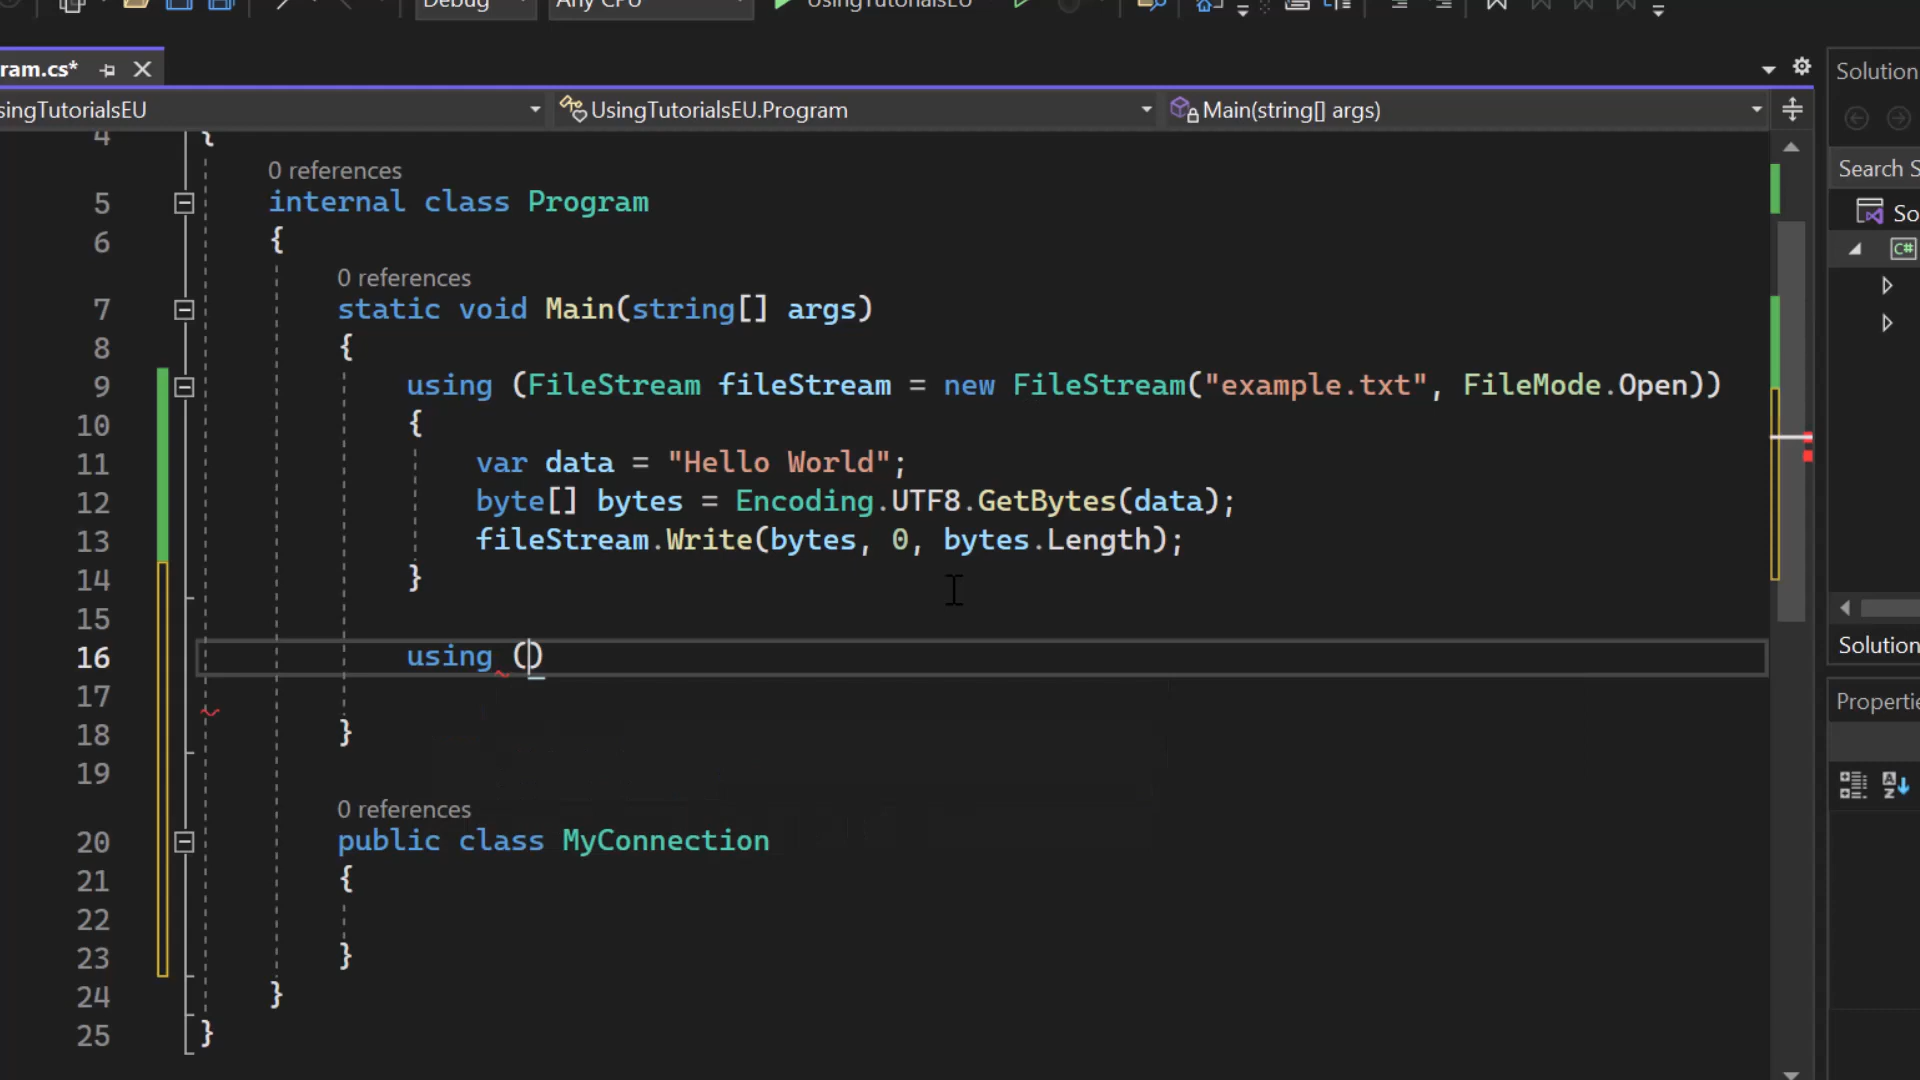 Debug
Any CPU
UsingTutorialsEU
ram.cs*
Solution
singTutorialsEU
UsingTutorialsEU.Program
Main(string[] args)
Search S
So
C#
4 {
0 references
5 internal class Program
6 {
0 references
7 static void Main(string[] args)
8 {
9 using (FileStream fileStream = new FileStream("example.txt", FileMode.Open))
10 {
11 var data = "Hello World";
12 byte[] bytes = Encoding.UTF8.GetBytes(data);
13 fileStream.Write(bytes, 0, bytes.Length);
14 }
15
16 using ()
17
18 }
19
0 references
20 public class MyConnection
21 {
22
23 }
24 }
25 }
Solution
Propertie